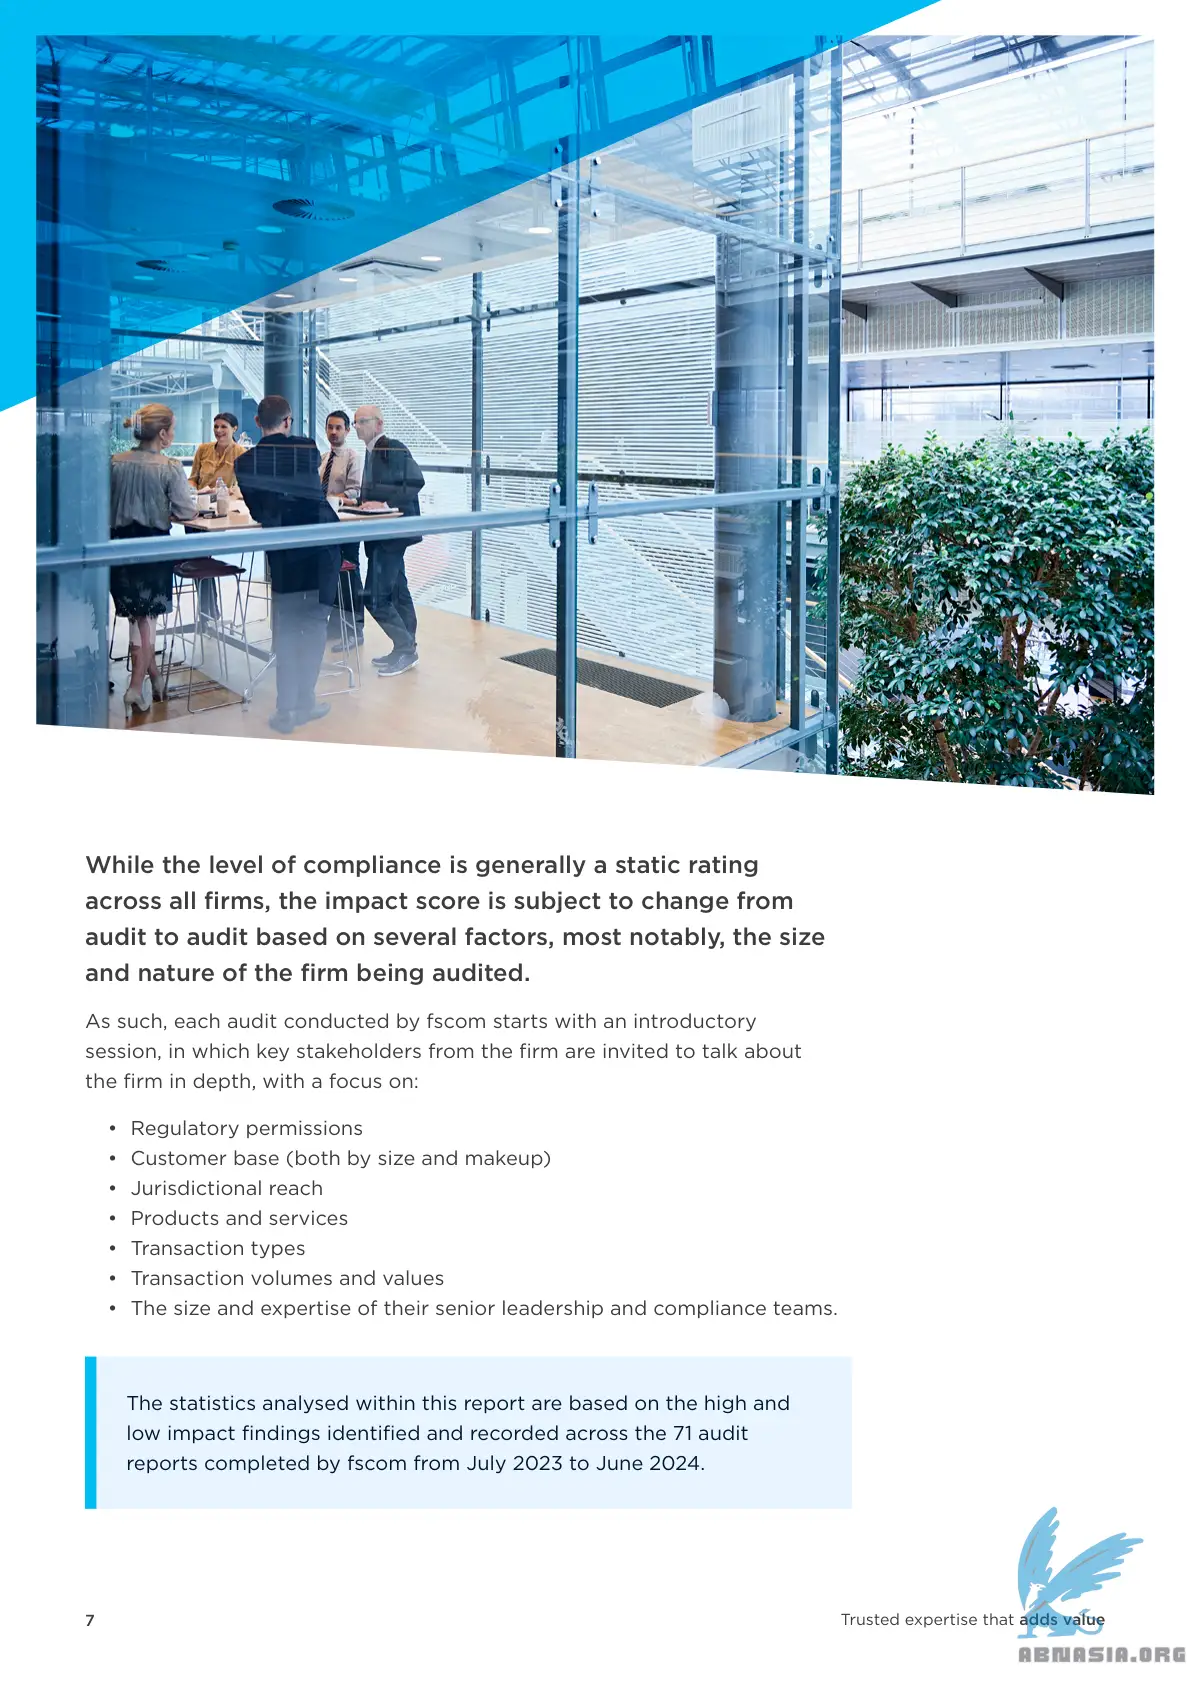 While the level of compliance is generally a static rating
across all firms, the impact score is subject to change from
audit to audit based on several factors, most notably, the size
and nature of the firm being audited.
As such, each audit conducted by fscom starts with an introductory
session, in which key stakeholders from the firm are invited to talk about
the firm in depth, with a focus on:
• Regulatory permissions
• Customer base (both by size and makeup)
• Jurisdictional reach
• Products and services
• Transaction types
• Transaction volumes and values
• The size and expertise of their senior leadership and compliance teams.
The statistics analysed within this report are based on the high and
low impact findings identified and recorded across the 71 audit
reports completed by fscom from July 2023 to June 2024.
7
Trusted expertise that adds value
ABNASIA.ORG